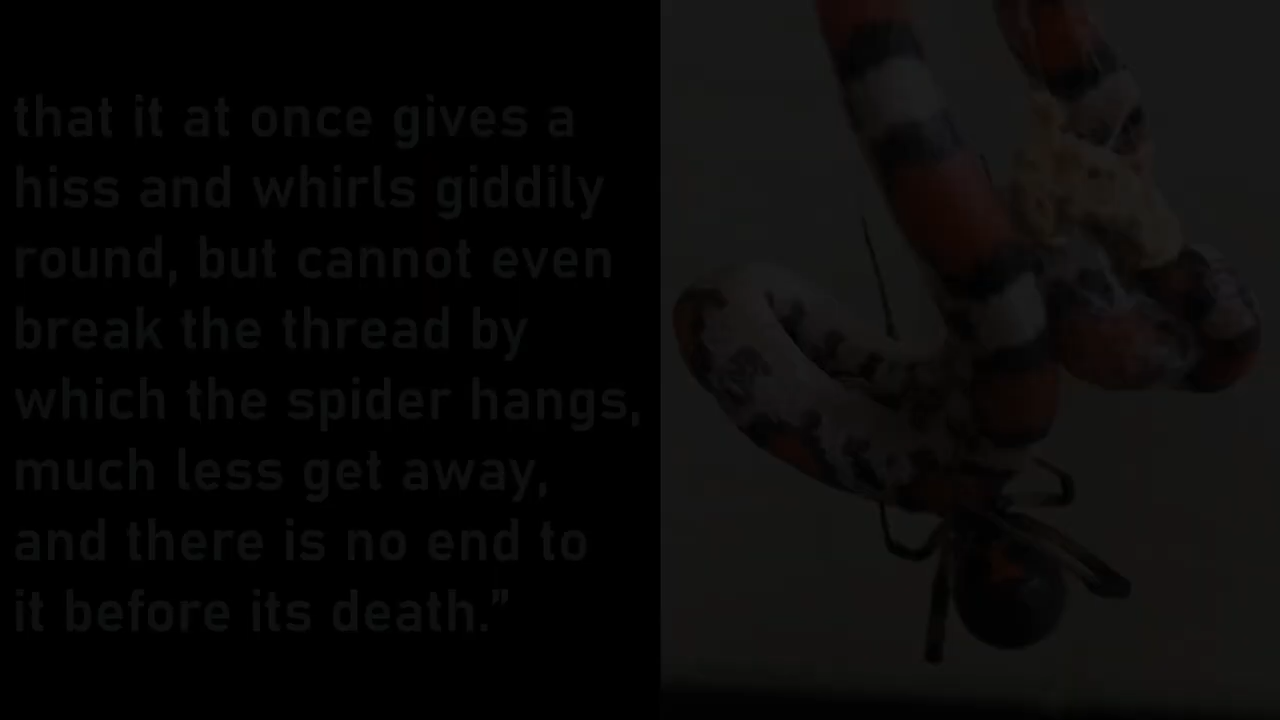 that it at once gives a
hiss and whirls giddily
round, but cannot even
break the thread by
which the spider hangs,
much less get away,
and there is no end to
it before its death.”